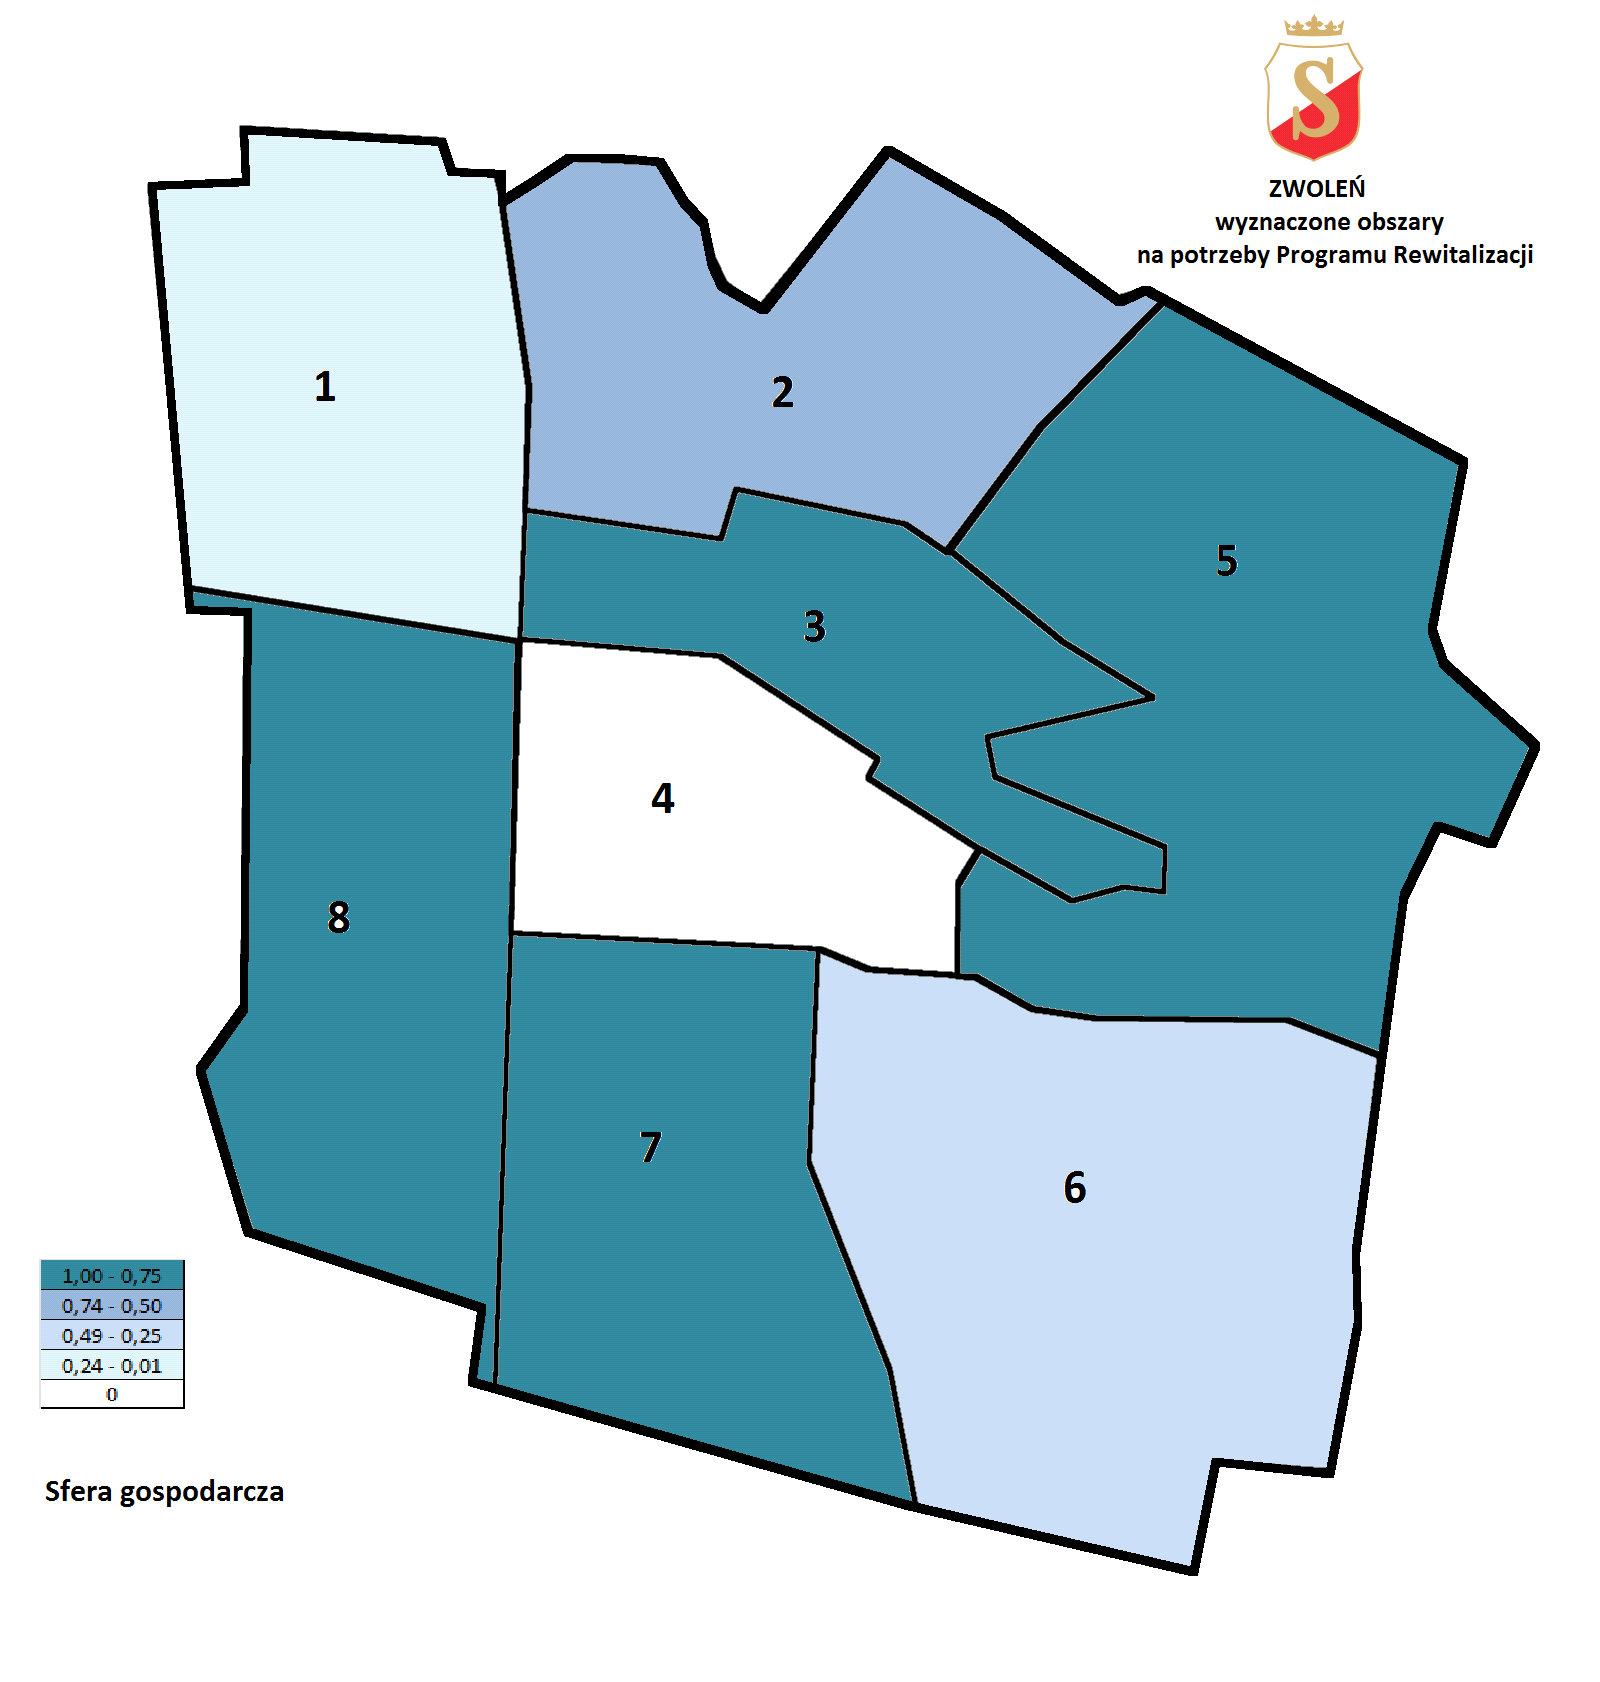 S
ZWOLEŃ
wyznaczone obszary
na potrzeby Programu Rewitalizacji
1
2
5
3
4
8
7
6
1,00 - 0,75
0,74 - 0,50
0,49 - 0,25
0,24 - 0,01
0
Sfera gospodarcza